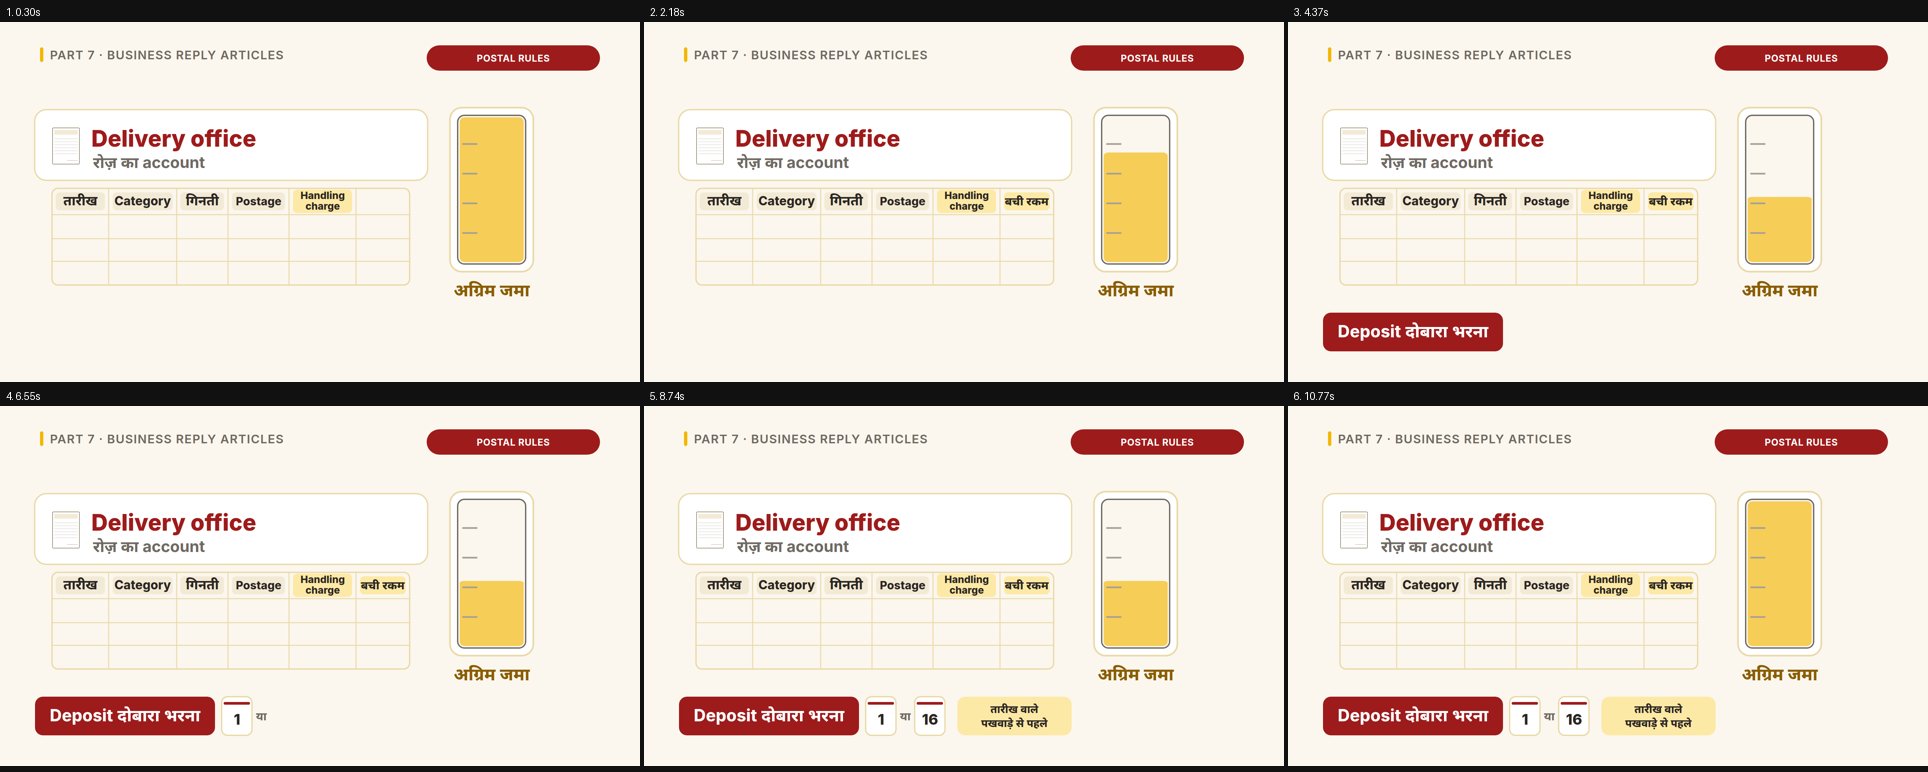 1. 0.30s
PART 7 · BUSINESS REPLY ARTICLES
POSTAL RULES
Delivery office
रोज़ का account
तारीख Category गिनती Postage Handling charge
अग्रिम जमा
2. 2.18s
PART 7 · BUSINESS REPLY ARTICLES
POSTAL RULES
Delivery office
रोज़ का account
तारीख Category गिनती Postage Handling charge बची रकम
अग्रिम जमा
3. 4.37s
PART 7 · BUSINESS REPLY ARTICLES
POSTAL RULES
Delivery office
रोज़ का account
तारीख Category गिनती Postage Handling charge बची रकम
अग्रिम जमा
Deposit दोबारा भरना
4. 6.55s
PART 7 · BUSINESS REPLY ARTICLES
POSTAL RULES
Delivery office
रोज़ का account
तारीख Category गिनती Postage Handling charge बची रकम
अग्रिम जमा
Deposit दोबारा भरना 1 या
5. 8.74s
PART 7 · BUSINESS REPLY ARTICLES
POSTAL RULES
Delivery office
रोज़ का account
तारीख Category गिनती Postage Handling charge बची रकम
अग्रिम जमा
Deposit दोबारा भरना 1 या 16
तारीख वाले
पखवाड़े से पहले
6. 10.77s
PART 7 · BUSINESS REPLY ARTICLES
POSTAL RULES
Delivery office
रोज़ का account
तारीख Category गिनती Postage Handling charge बची रकम
अग्रिम जमा
Deposit दोबारा भरना 1 या 16
तारीख वाले
पखवाड़े से पहले